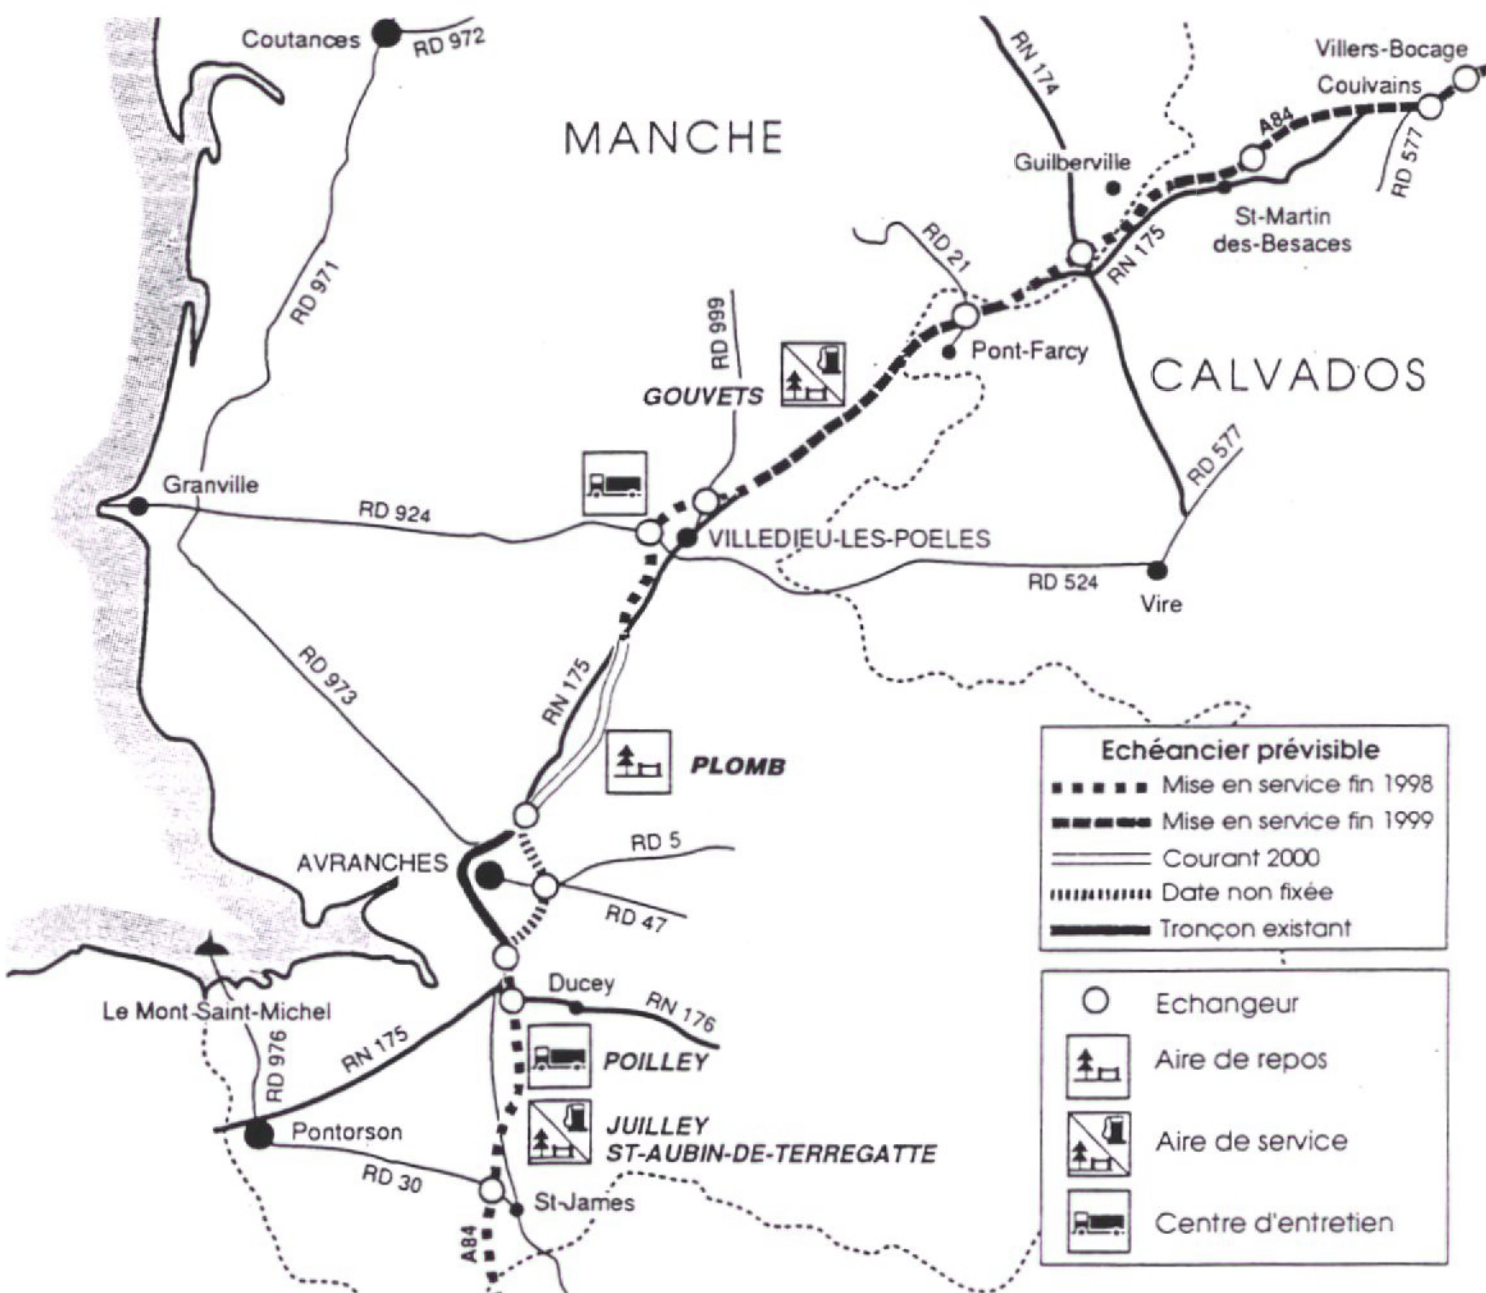 Coutances
RD 972
RN 174
Villers-Bocage
Coulvains
A84
MANCHE
Guilberville
RD 577
St-Martin
des-Besaces
RD 21
RN 175
RD 971
RD 999
Pont-Farcy
CALVADOS
GOUVETS
RD 577
Granville
RD 924
VILLEDIEU-LES-POELES
RD 524
Vire
RD 973
RN 175
PLOMB
Echéancier prévisible
Mise en service fin 1998
Mise en service fin 1999
Courant 2000
Date non fixée
Tronçon existant
AVRANCHES
RD 5
RD 47
Ducey
RN 176
Le Mont-Saint-Michel
RN 175
RD 976
POILLEY
Pontorson
JUILLEY
ST-AUBIN-DE-TERREGATTE
RD 30
St-James
A84
Echangeur
Aire de repos
Aire de service
Centre d'entretien